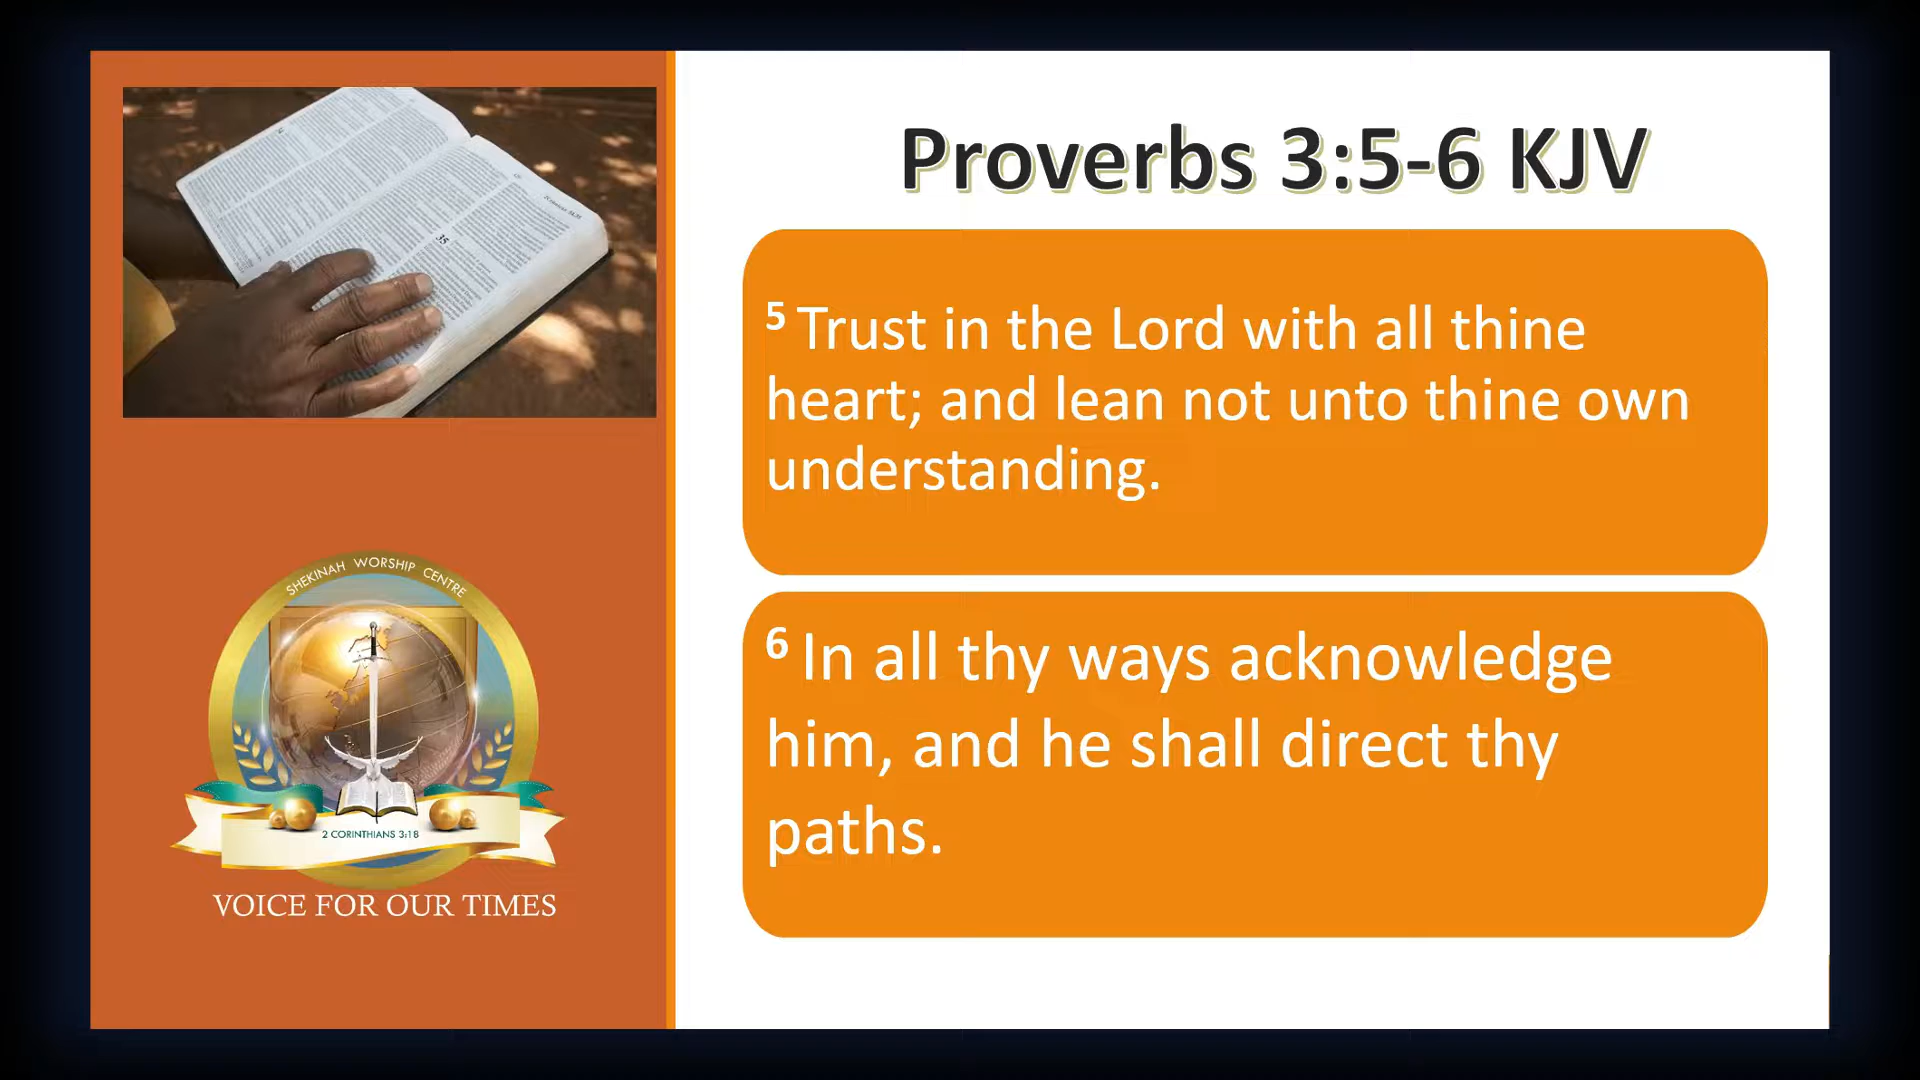 Proverbs 3:5-6 KJV
5 Trust in the Lord with all thine
heart; and lean not unto thine own
understanding.
6 In all thy ways acknowledge
him, and he shall direct thy
paths.
35
SHEKINAH WORSHIP CENTRE
2 CORINTHIANS 3:18
VOICE FOR OUR TIMES